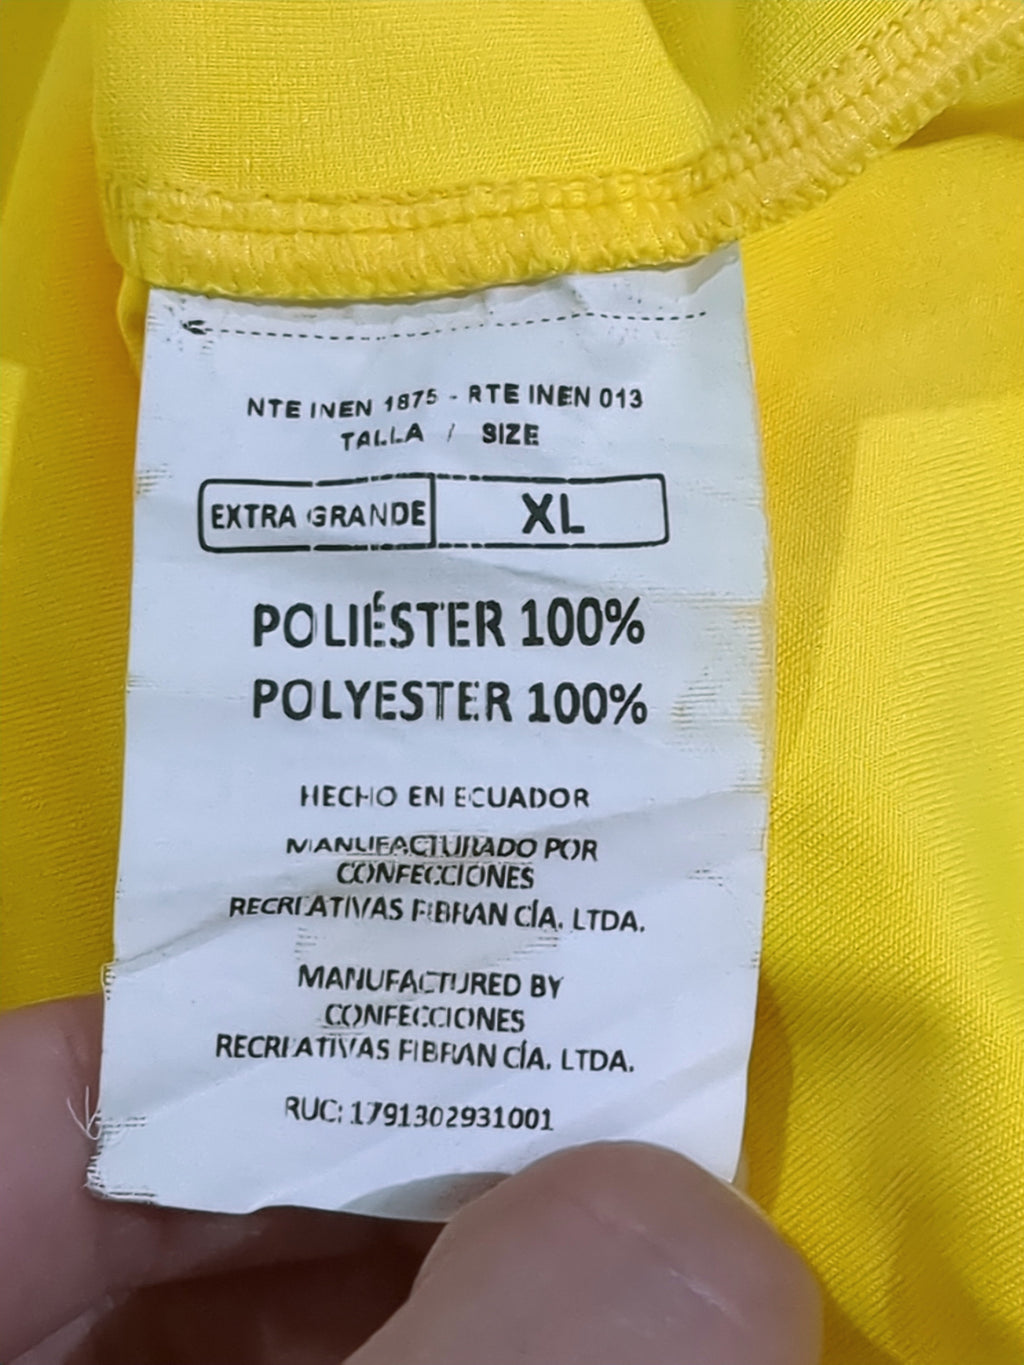 NTE INEN 1875 - RTE INEN 013
TALLA / SIZE
EXTRA GRANDE XL
POLIÉSTER 100%
POLYESTER 100%
HECHO EN ECUADOR
MANUFACTURADO POR
CONFECCIONES
RECREATIVAS FIBRAN CÍA. LTDA.
MANUFACTURED BY
CONFECCIONES
RECREATIVAS FIBRAN CÍA. LTDA.
RUC: 1791302931001